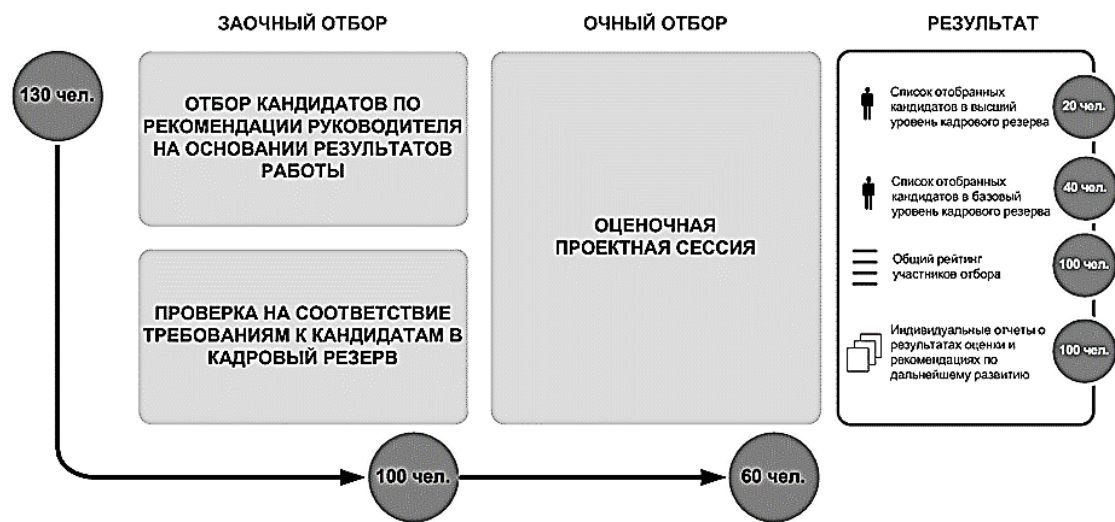 ЗАОЧНЫЙ ОТБОР
ОЧНЫЙ ОТБОР
РЕЗУЛЬТАТ
130 чел.
ОТБОР КАНДИДАТОВ ПО
РЕКОМЕНДАЦИИ РУКОВОДИТЕЛЯ
НА ОСНОВАНИИ РЕЗУЛЬТАТОВ
РАБОТЫ
ПРОВЕРКА НА СООТВЕТСТВИЕ
ТРЕБОВАНИЯМ К КАНДИДАТАМ В
КАДРОВЫЙ РЕЗЕРВ
ОЦЕНОЧНАЯ
ПРОЕКТНАЯ СЕССИЯ
Список отобранных
кандидатов в высший
уровень кадрового резерва
20 чел.
Список отобранных
кандидатов в базовый
уровень кадрового резерва
40 чел.
Общий рейтинг
участников отбора
100 чел.
Индивидуальные отчеты о
результатах оценки и
рекомендациях по
дальнейшему развитию
100 чел.
100 чел.
60 чел.